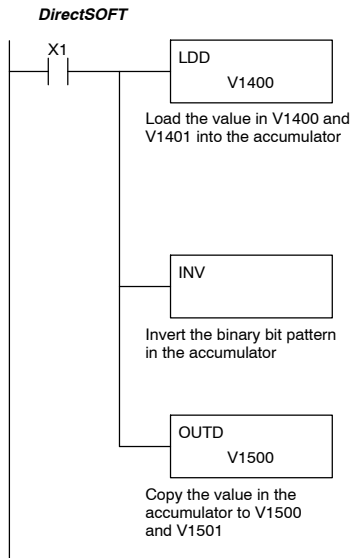 DirectSOFT
X1
LDD
V1400
Load the value in V1400 and
V1401 into the accumulator
INV
Invert the binary bit pattern
in the accumulator
OUTD
V1500
Copy the value in the
accumulator to V1500
and V1501